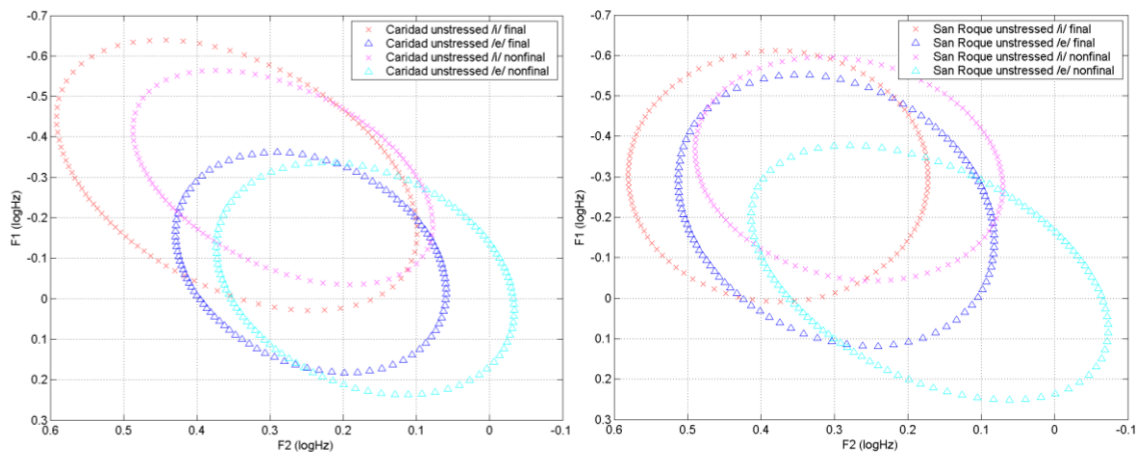 -0.7
-0.6
-0.5
-0.4
-0.3
-0.2
-0.1
0
0.1
0.2
0.3
F1 (logHz)
0.6 0.5 0.4 0.3 0.2 0.1 0 -0.1
F2 (logHz)
Caridad unstressed /i/ final
Caridad unstressed /e/ final
Caridad unstressed /i/ nonfinal
Caridad unstressed /e/ nonfinal
-0.7
-0.6
-0.5
-0.4
-0.3
-0.2
-0.1
0
0.1
0.2
0.3
F1 (logHz)
0.6 0.5 0.4 0.3 0.2 0.1 0 -0.1
F2 (logHz)
San Roque unstressed /i/ final
San Roque unstressed /e/ final
San Roque unstressed /i/ nonfinal
San Roque unstressed /e/ nonfinal